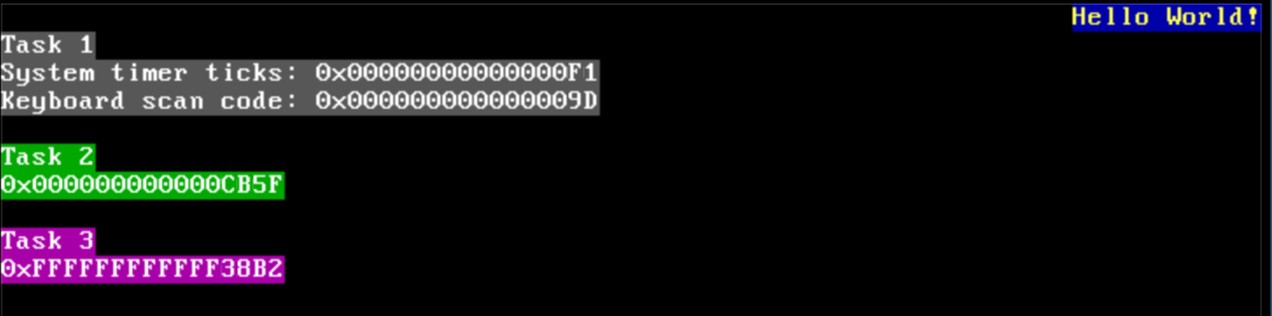 Hello World!
Task 1
System timer ticks: 0x00000000000000F1
Keyboard scan code: 0x000000000000009D
Task 2
0x000000000000CB5F
Task 3
0xFFFFFFFFFFFF38B2